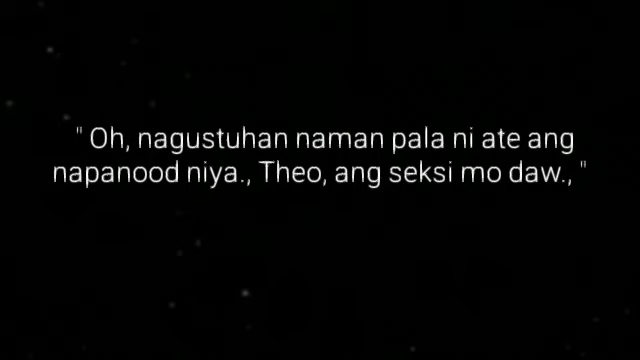 " Oh, nagustuhan naman pala ni ate ang
napanood niya., Theo, ang seksi mo daw., "